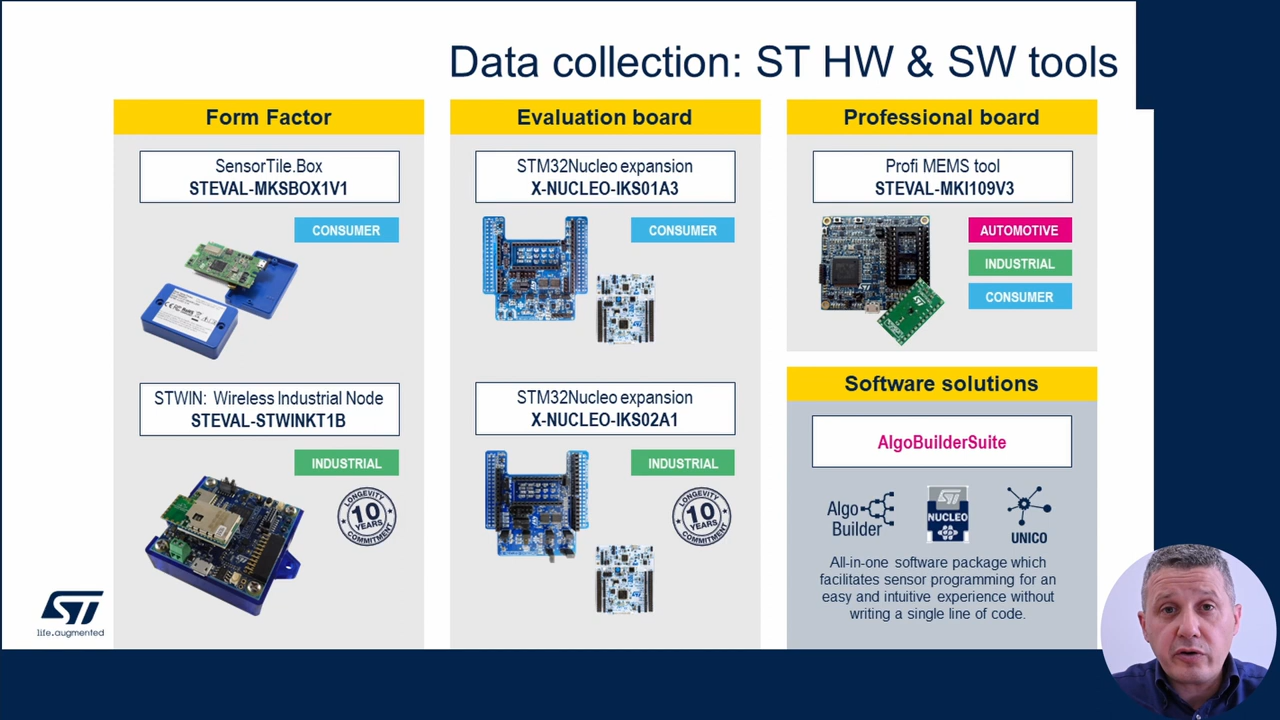 Data collection: ST HW & SW tools
Form Factor
SensorTile.Box
STEVAL-MKSBOX1V1
CONSUMER
STWIN: Wireless Industrial Node
STEVAL-STWINKT1B
INDUSTRIAL
LONGEVITY
10
YEARS
COMMITMENT
Evaluation board
STM32Nucleo expansion
X-NUCLEO-IKS01A3
CONSUMER
STM32Nucleo expansion
X-NUCLEO-IKS02A1
INDUSTRIAL
LONGEVITY
10
YEARS
COMMITMENT
Professional board
Profi MEMS tool
STEVAL-MKI109V3
AUTOMOTIVE
INDUSTRIAL
CONSUMER
Software solutions
AlgoBuilderSuite
Algo
Builder
ST
NUCLEO
UNICO
All-in-one software package which
facilitates sensor programming for an
easy and intuitive experience without
writing a single line of code.
ST
life.augmented